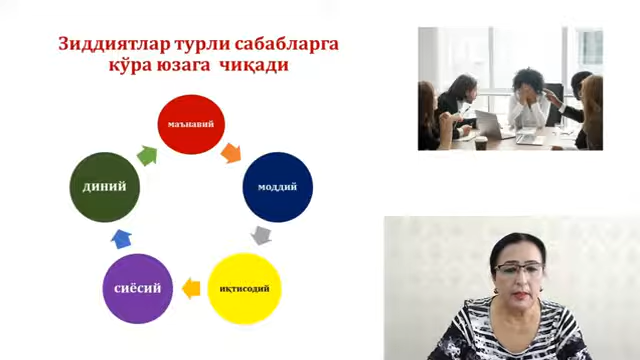 Зиддиятлар турли сабабларга
кўра юзага чиқади
маънавий
моддий
иқтисодий
сиёсий
диний